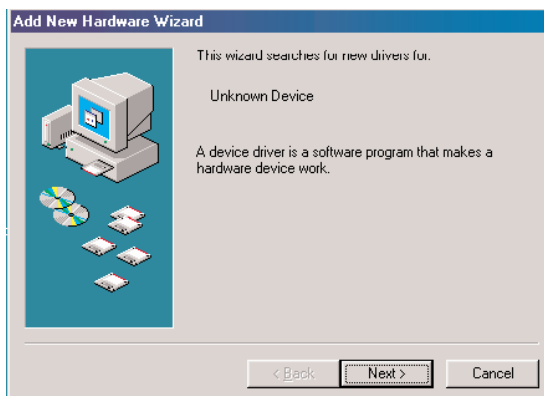 Add New Hardware Wizard
This wizard searches for new drivers for:
Unknown Device
A device driver is a software program that makes a
hardware device work.
< Back
Next >
Cancel